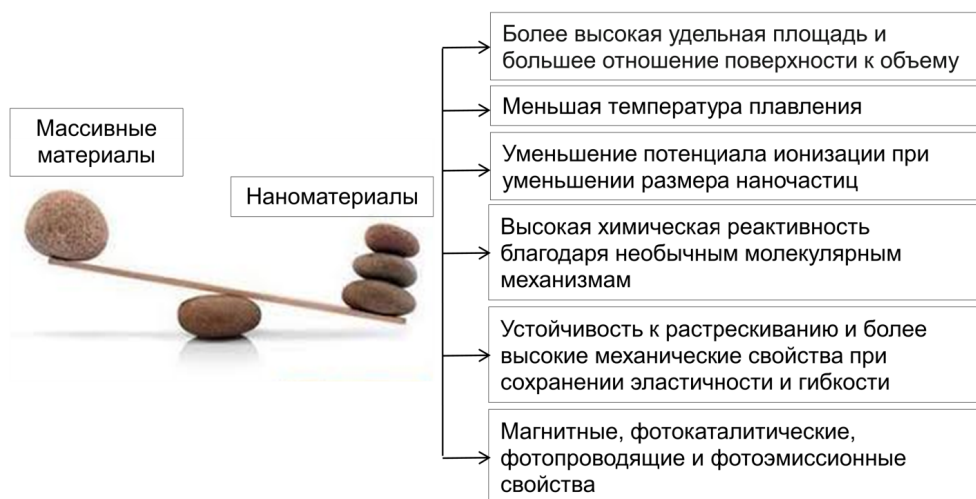 Массивные
материалы
Наноматериалы
Более высокая удельная площадь и
большее отношение поверхности к объему
Меньшая температура плавления
Уменьшение потенциала ионизации при
уменьшении размера наночастиц
Высокая химическая реактивность
благодаря необычным молекулярным
механизмам
Устойчивость к растрескиванию и более
высокие механические свойства при
сохранении эластичности и гибкости
Магнитные, фотокаталитические,
фотопроводящие и фотоэмиссионные
свойства